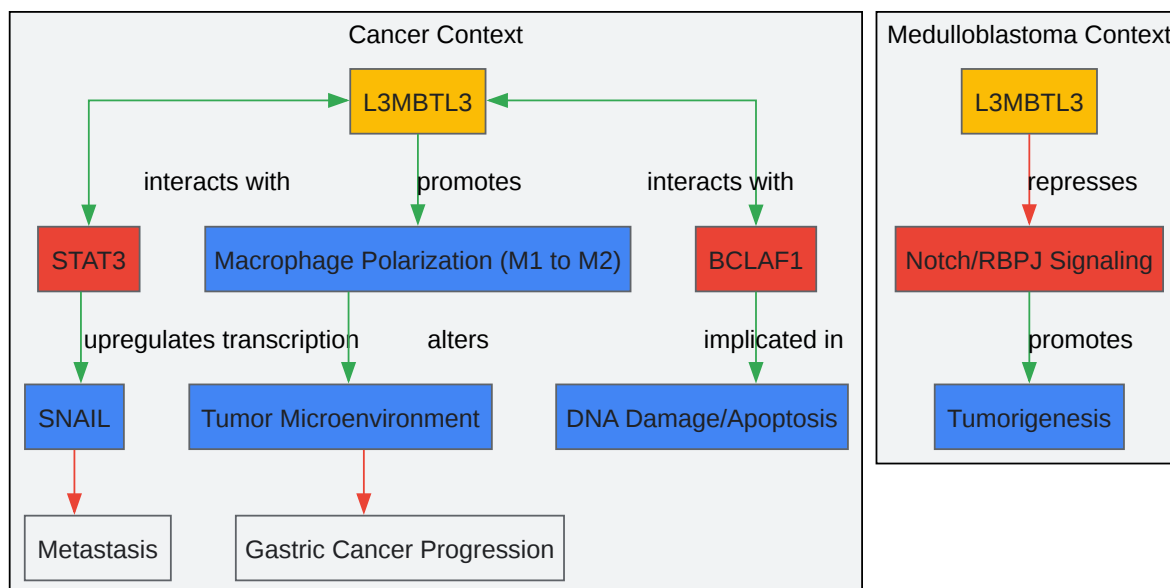 Cancer Context
Medulloblastoma Context
L3MBTL3
L3MBTL3
interacts with
promotes
interacts with
represses
STAT3
Macrophage Polarization (M1 to M2)
BCLAF1
Notch/RBPJ Signaling
upregulates transcription
alters
implicated in
promotes
SNAIL
Tumor Microenvironment
DNA Damage/Apoptosis
Tumorigenesis
Metastasis
Gastric Cancer Progression